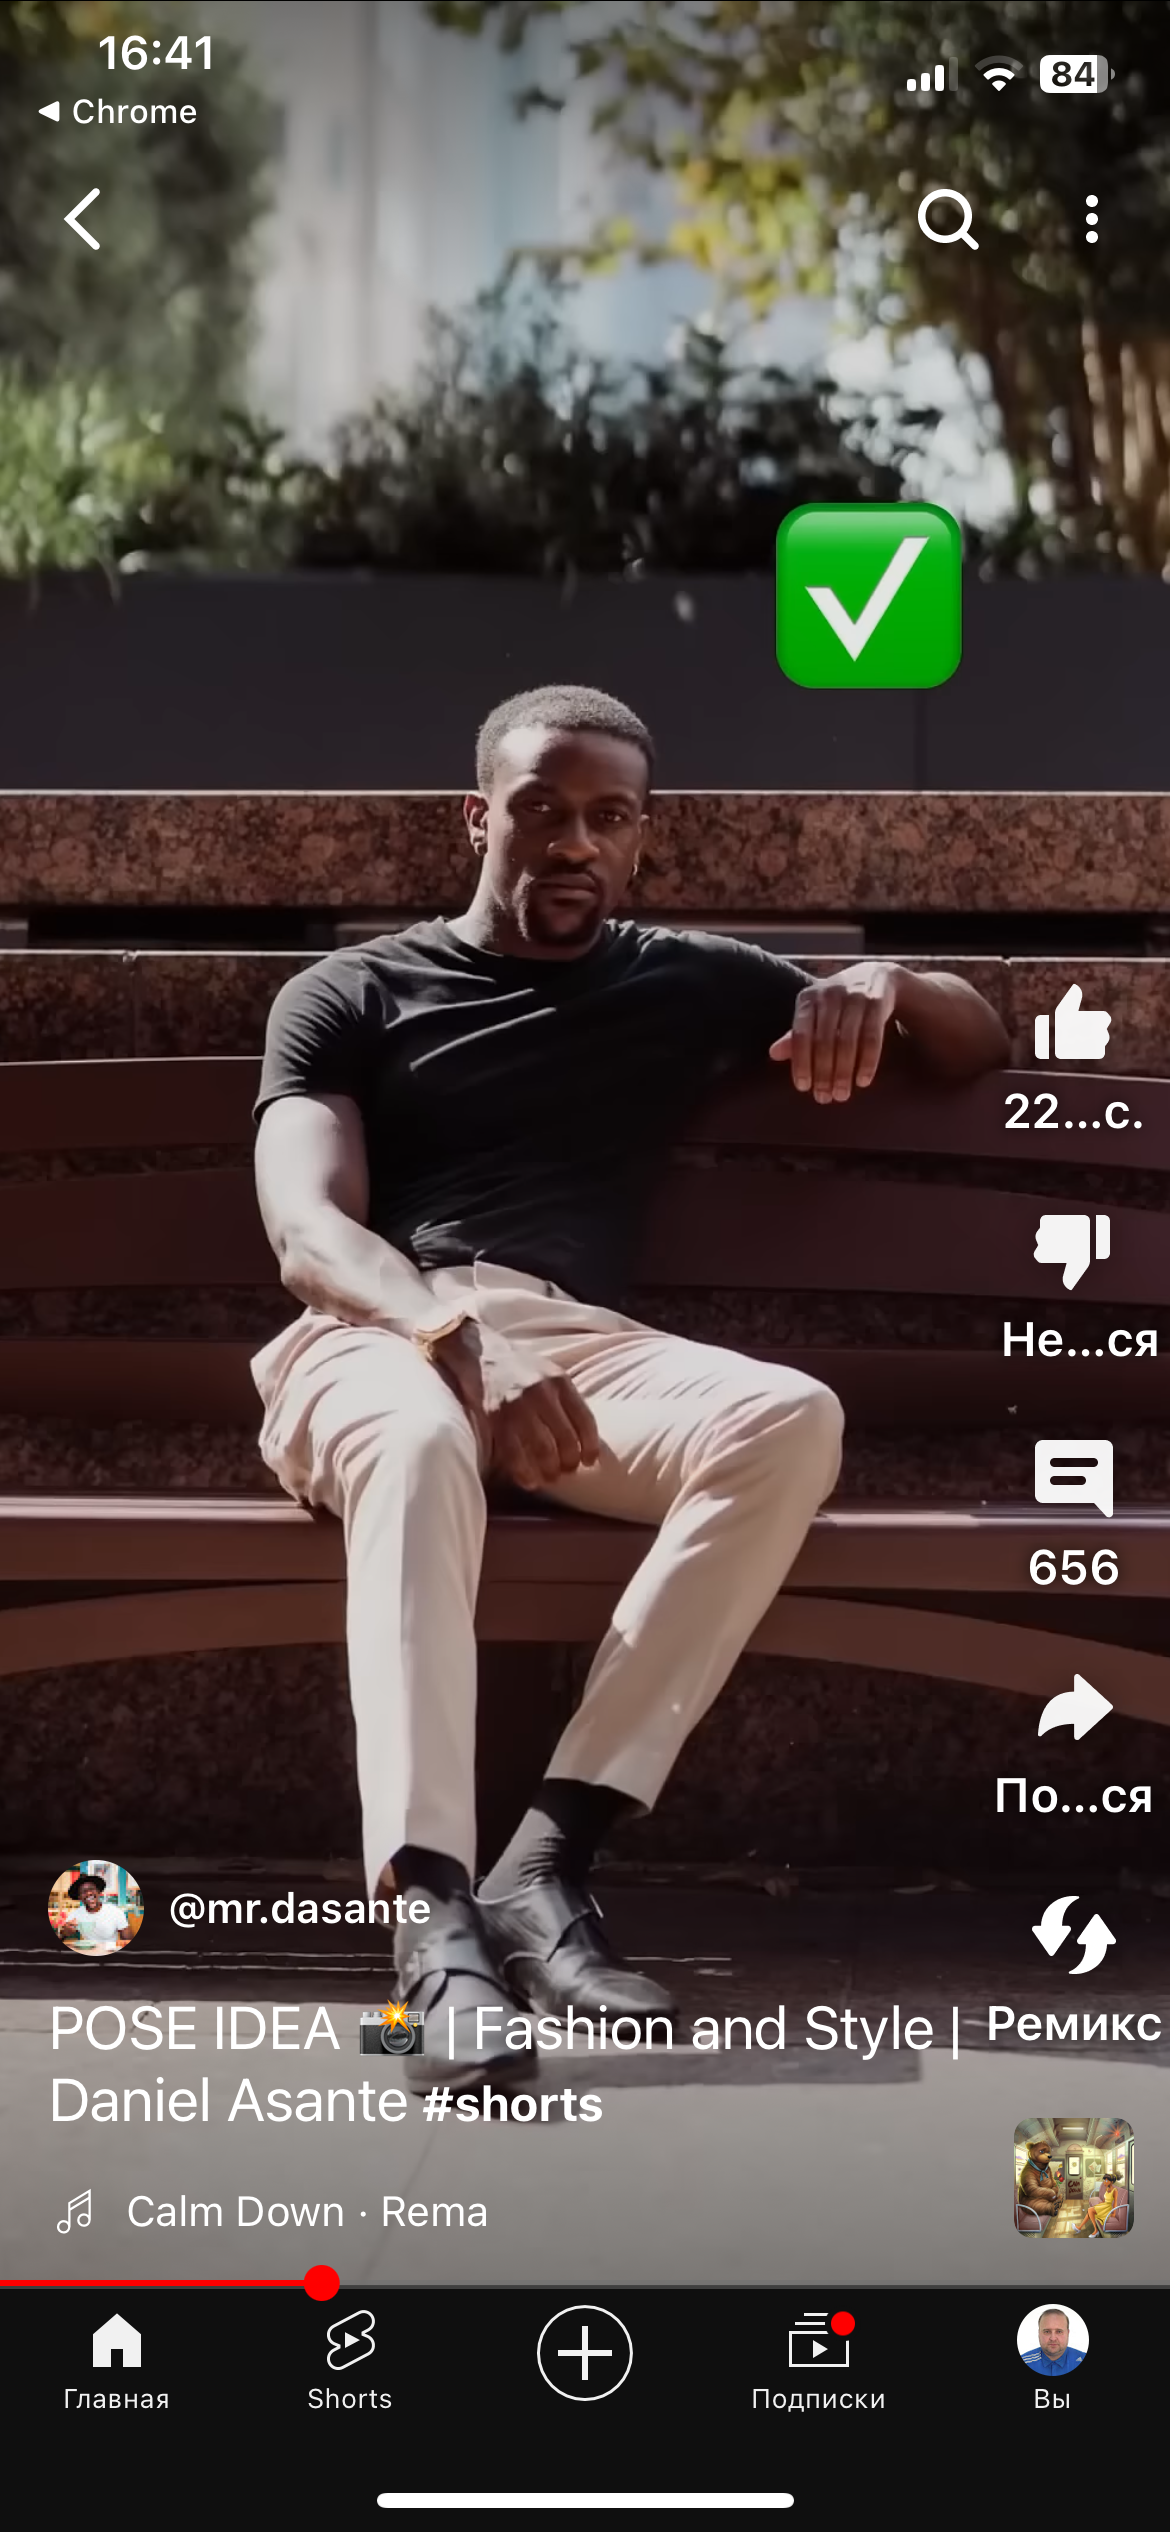 16:41
84
Chrome
22...с.
Не...ся
656
По...ся
@mr.dasante
POSE IDEA 📸 | Fashion and Style |
Ремикс
Daniel Asante #shorts
Calm Down · Rema
Главная
Shorts
Подписки
Вы